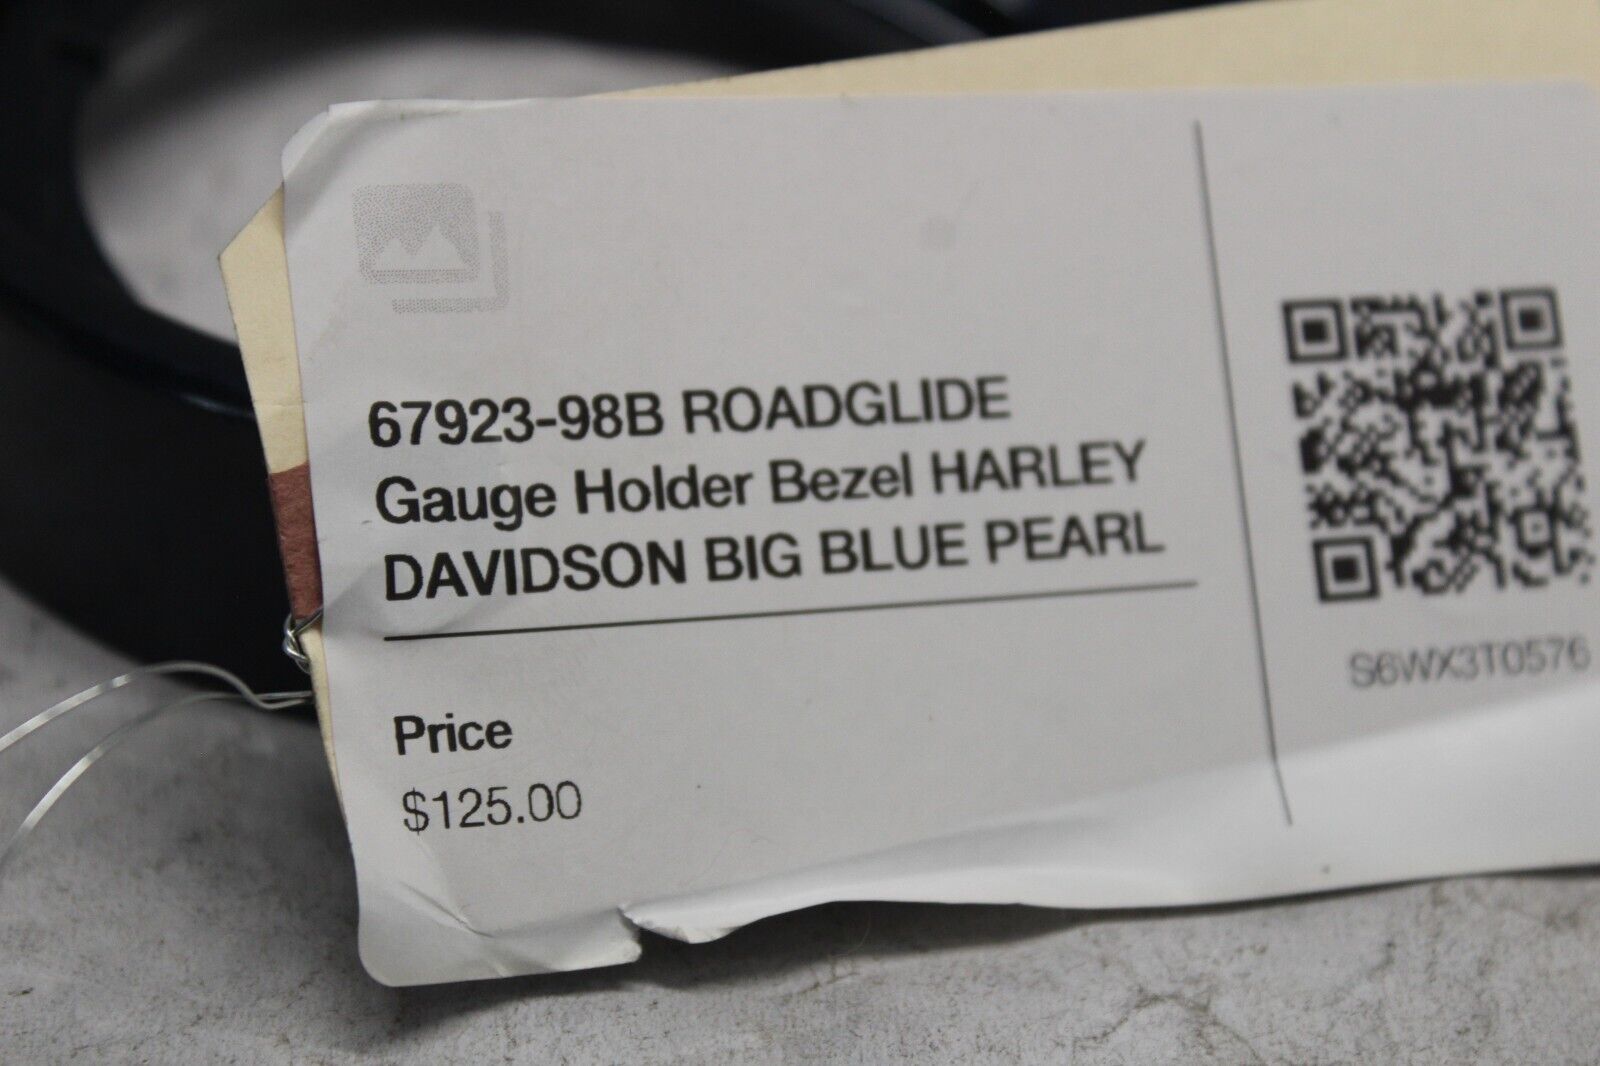 67923-98B ROADGLIDE
Gauge Holder Bezel HARLEY
DAVIDSON BIG BLUE PEARL
Price
$125.00
S6WX3T0576